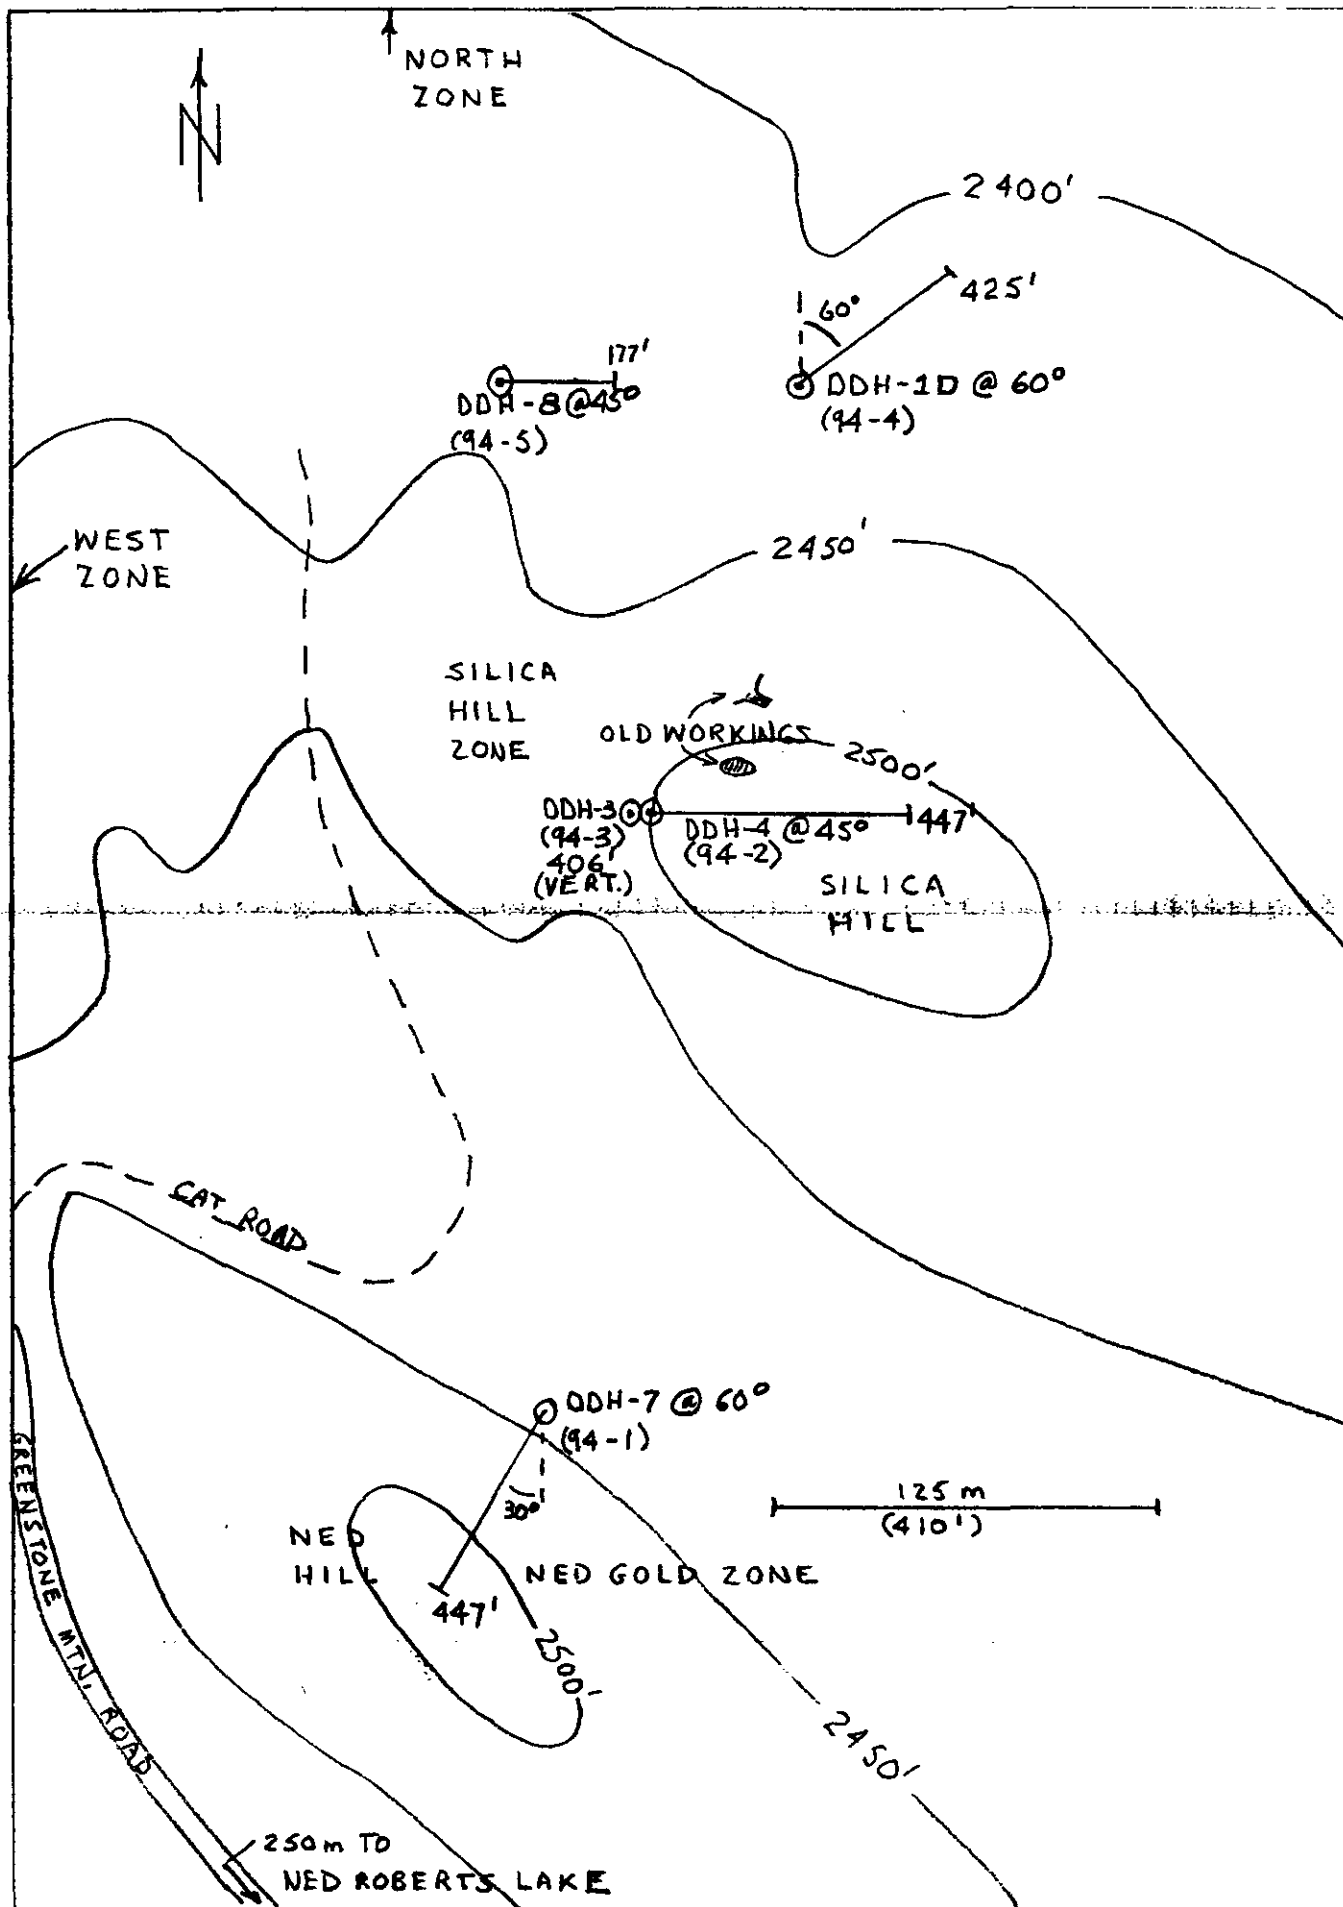 NORTH
ZONE
N
2400'
425'
60°
177'
DDH-8 @ 45°
(94-5)
DDH-1D @ 60°
(94-4)
WEST
ZONE
2450'
SILICA
HILL
ZONE
OLD WORKINGS
2500'
DDH-3
(94-3)
406'
(VERT.)
DDH-4 @ 45°
(94-2)
447'
SILICA
HILL
CAT ROAD
DDH-7 @ 60°
(94-1)
30°
125 m
(410')
NED
HILL
NED GOLD ZONE
447'
2500'
GREENSTONE MTN. ROAD
2450'
250m TO
NED ROBERTS LAKE